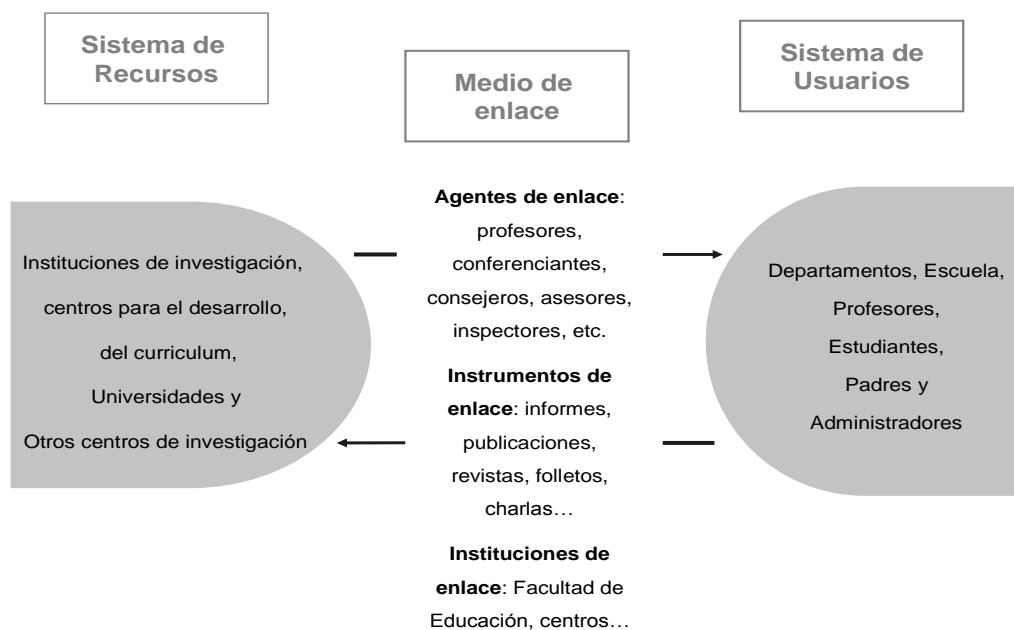 Sistema de
Recursos
Medio de
enlace
Sistema de
Usuarios
Instituciones de investigación,
centros para el desarrollo,
del curriculum,
Universidades y
Otros centros de investigación
Agentes de enlace:
profesores,
conferenciantes,
consejeros, asesores,
inspectores, etc.
Instrumentos de
enlace: informes,
publicaciones,
revistas, folletos,
charlas…
Instituciones de
enlace: Facultad de
Educación, centros…
Departamentos, Escuela,
Profesores,
Estudiantes,
Padres y
Administradores